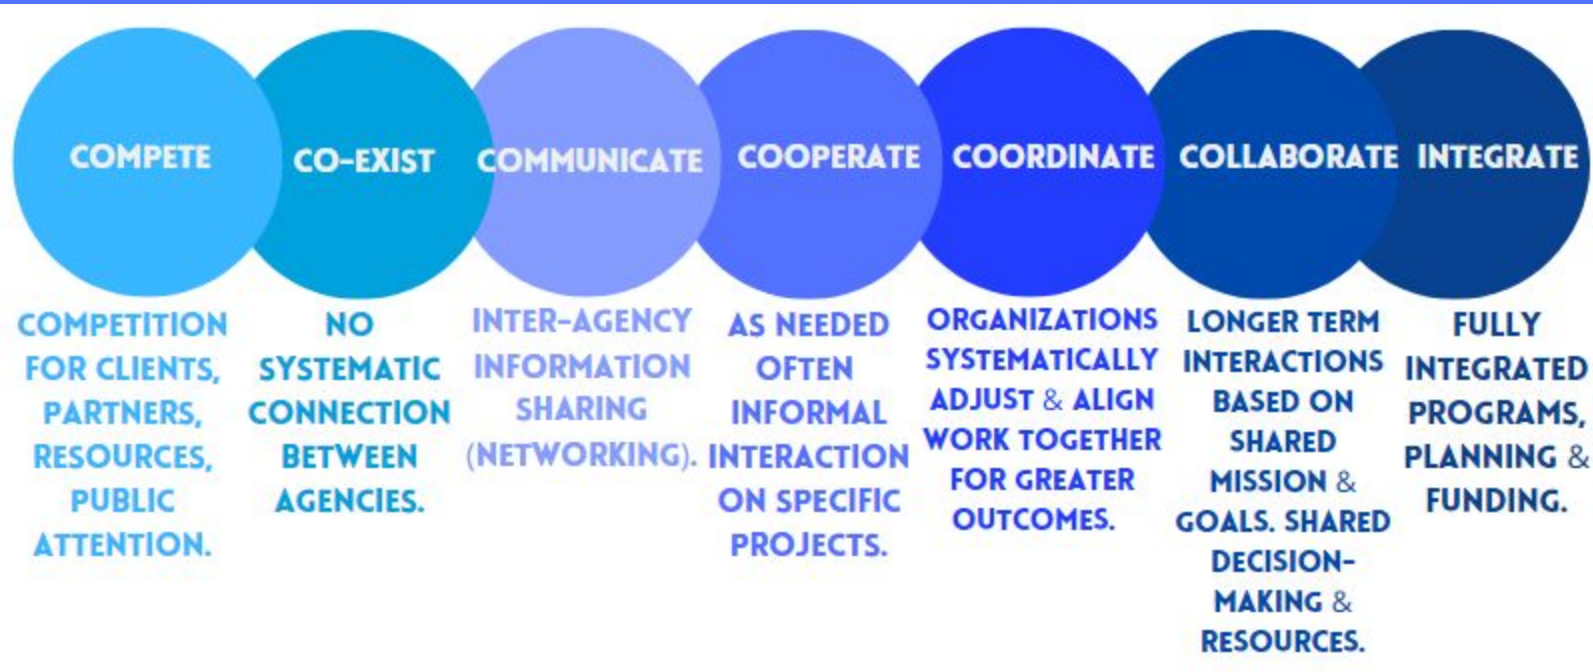 COMPETE
CO-EXIST
COMMUNICATE
COOPERATE
COORDINATE
COLLABORATE
INTEGRATE
COMPETITION
FOR CLIENTS,
PARTNERS,
RESOURCES,
PUBLIC
ATTENTION.
NO
SYSTEMATIC
CONNECTION
BETWEEN
AGENCIES.
INTER-AGENCY
INFORMATION
SHARING
(NETWORKING).
AS NEEDED
OFTEN
INFORMAL
INTERACTION
ON SPECIFIC
PROJECTS.
ORGANIZATIONS
SYSTEMATICALLY
ADJUST & ALIGN
WORK TOGETHER
FOR GREATER
OUTCOMES.
LONGER TERM
INTERACTIONS
BASED ON
SHARED
MISSION &
GOALS. SHARED
DECISION-
MAKING &
RESOURCES.
FULLY
INTEGRATED
PROGRAMS,
PLANNING &
FUNDING.